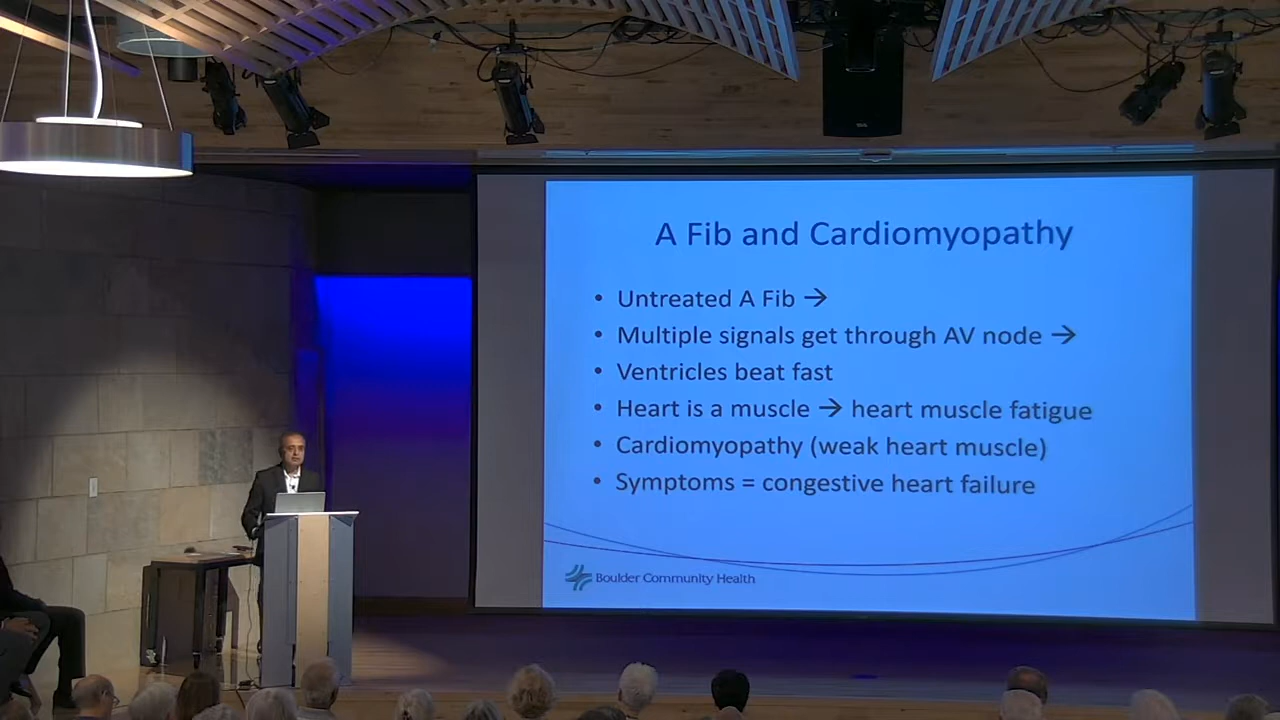 A Fib and Cardiomyopathy
• Untreated A Fib →
• Multiple signals get through AV node →
• Ventricles beat fast
• Heart is a muscle → heart muscle fatigue
• Cardiomyopathy (weak heart muscle)
• Symptoms = congestive heart failure
Boulder Community Health